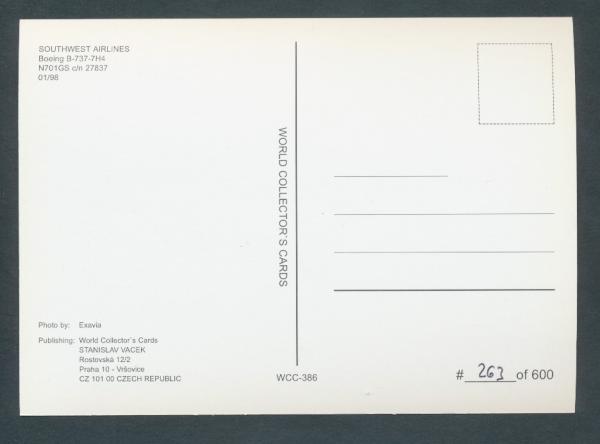 SOUTHWEST AIRLINES
Boeing B-737-7H4
N701GS c/n 27837
01/98
WORLD COLLECTOR`S CARDS
Photo by: Exavia
Publishing: World Collector`s Cards
STANISLAV VACEK
Rostovská 12/2
Praha 10 - Vršovice
CZ 101 00 CZECH REPUBLIC
WCC-386
# 263 of 600